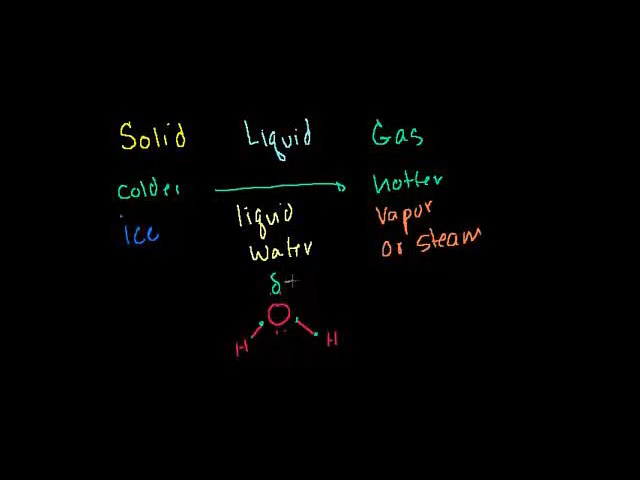 Solid Liquid Gas
colder hotter
ice liquid vapor
water or steam
δ+
O
H H